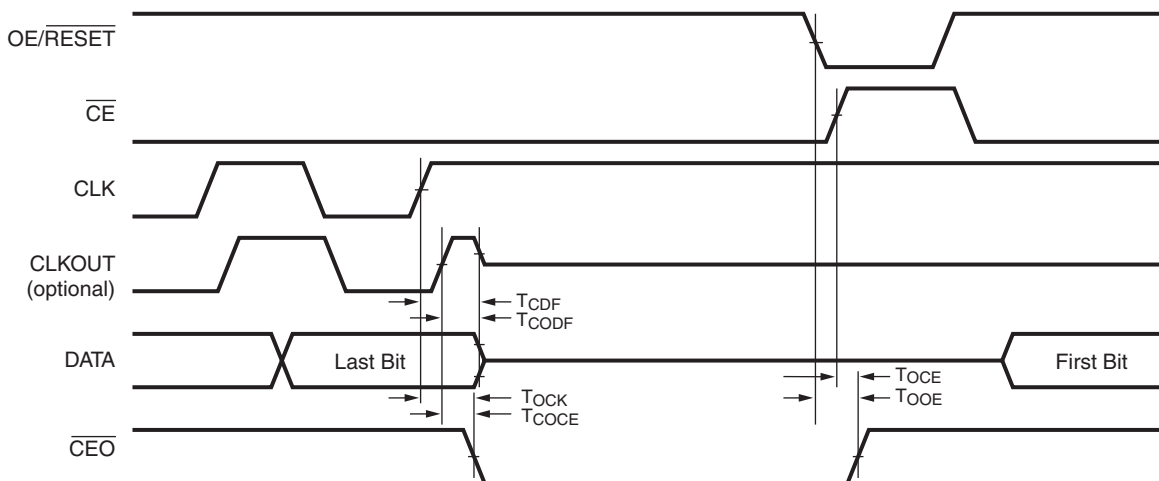 OE/RESET
CE
CLK
CLKOUT
(optional)
TCDF
TCODF
DATA
Last Bit
First Bit
TOCE
TOCK
TOOE
TCOCE
CEO